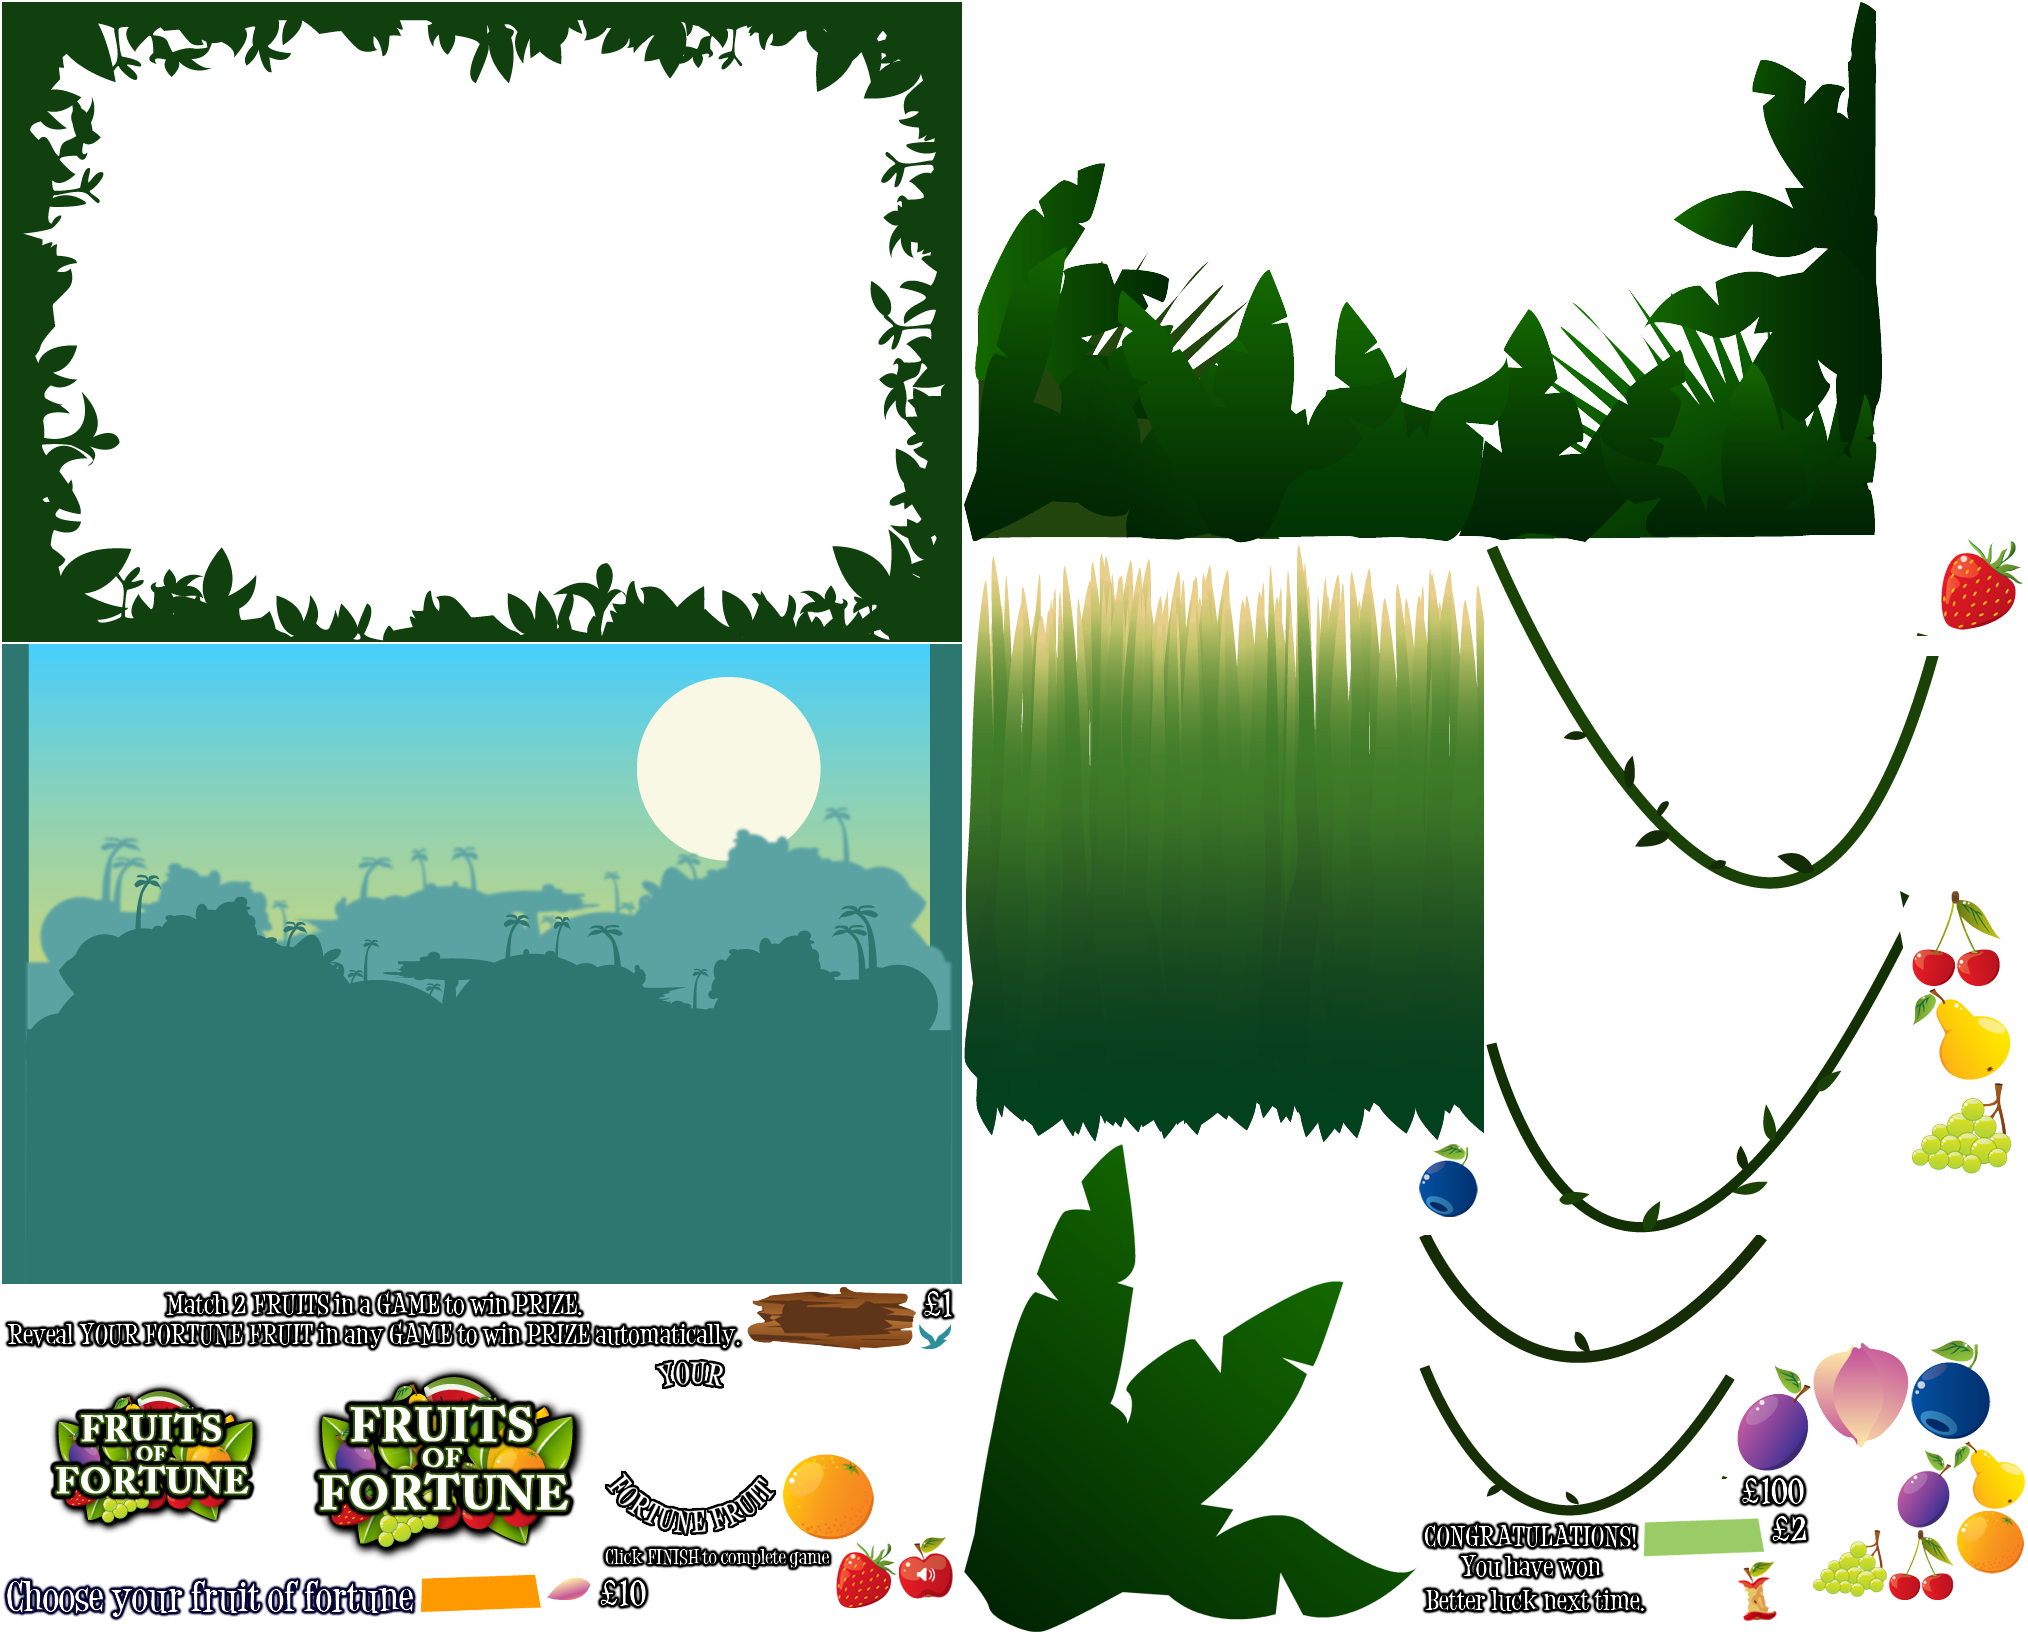 Match 2 FRUITS in a GAME to win PRIZE.
Reveal YOUR FORTUNE FRUIT in any GAME to win PRIZE automatically.
£1
YOUR
FRUITS
OF
FORTUNE
FRUITS
OF
FORTUNE
FORTUNE FRUIT
Click FINISH to complete game
Choose your fruit of fortune
£10
£100
£2
CONGRATULATIONS!
You have won
Better luck next time.